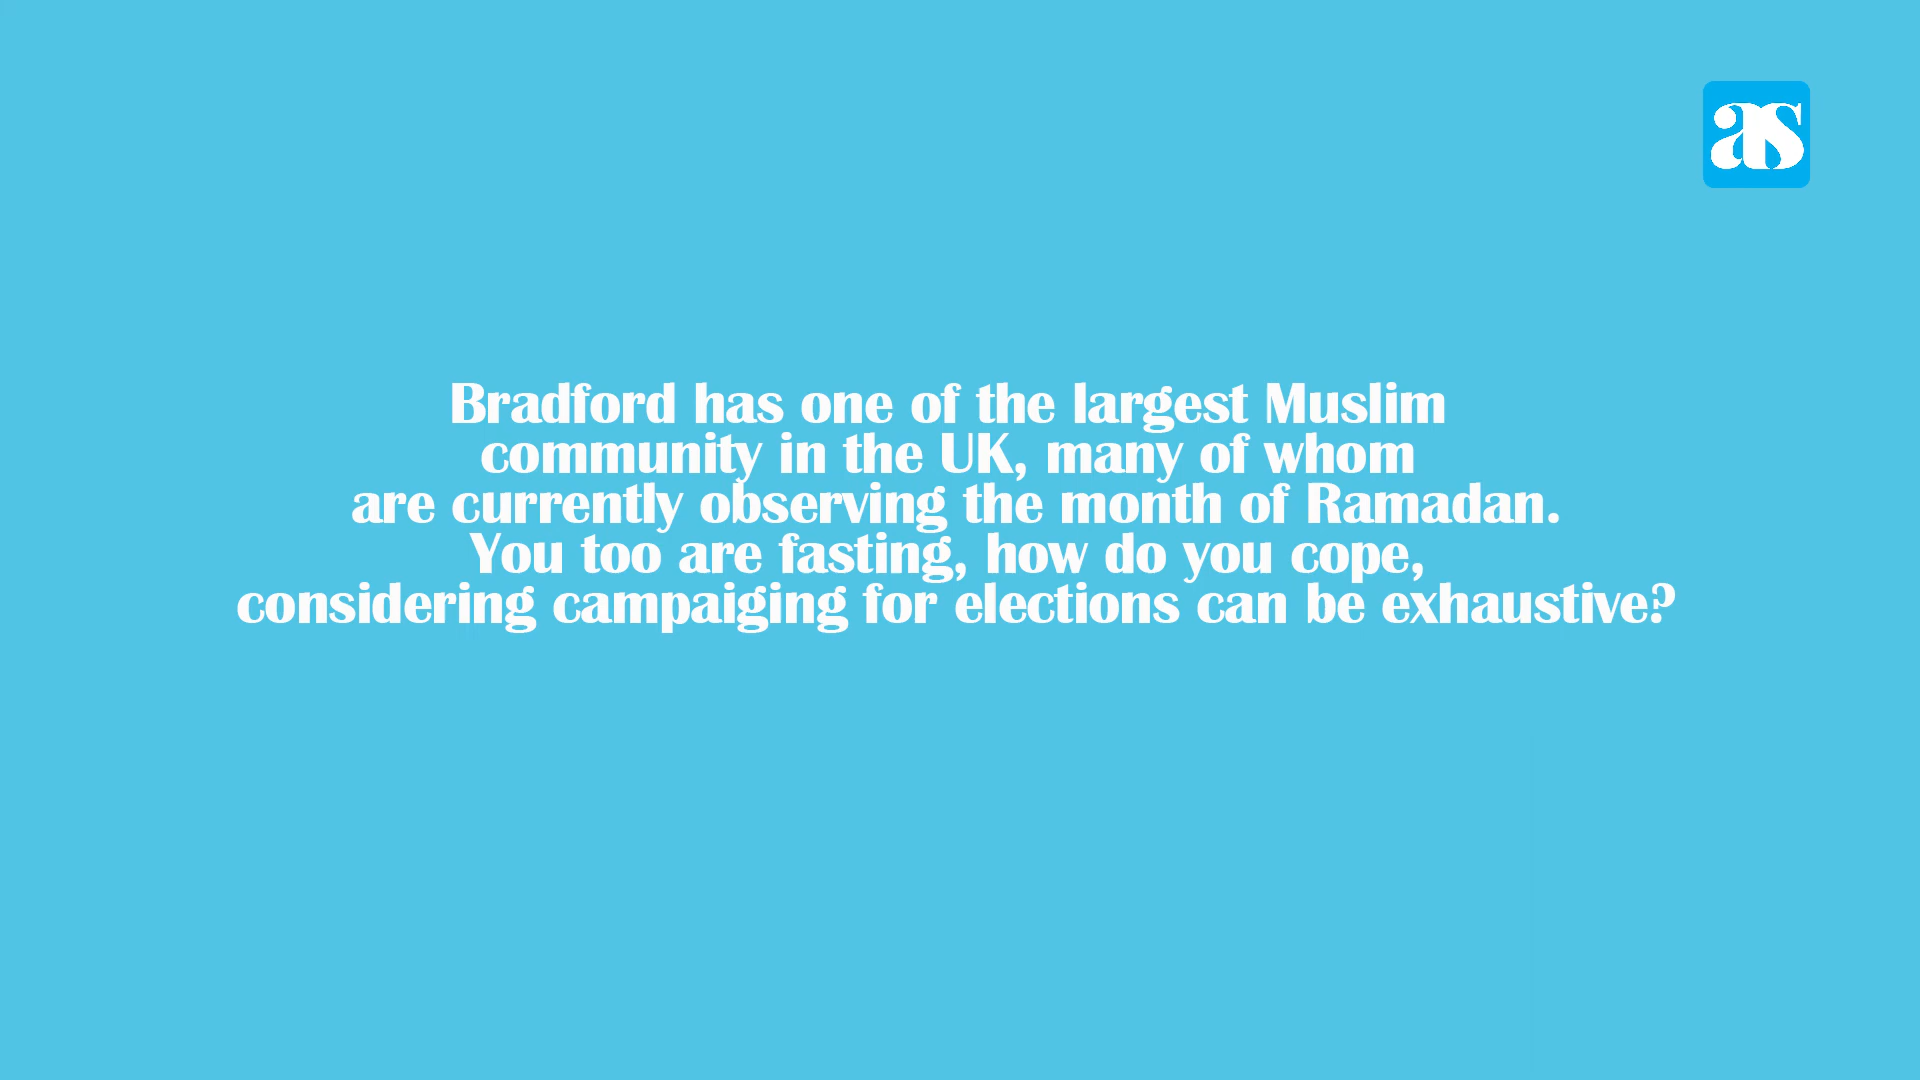 as
Bradford has one of the largest Muslim
community in the UK, many of whom
are currently observing the month of Ramadan.
You too are fasting, how do you cope,
considering campaiging for elections can be exhaustive?